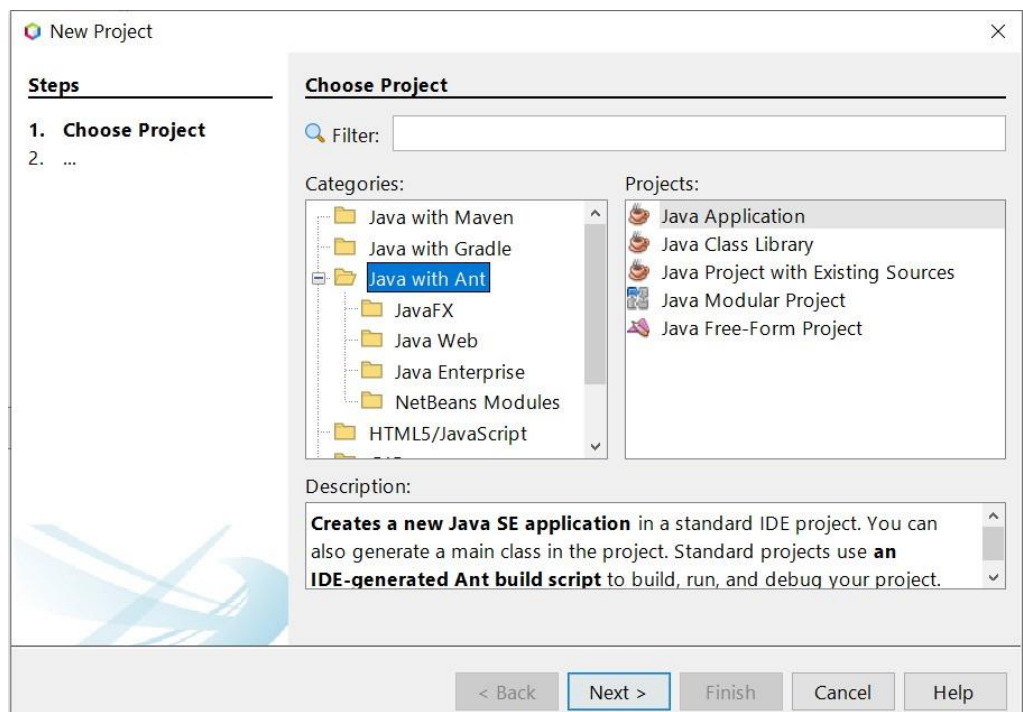 New Project
Steps
1. Choose Project
2. ...
Choose Project
Filter:
Categories:
Java with Maven
Java with Gradle
Java with Ant
JavaFX
Java Web
Java Enterprise
NetBeans Modules
HTML5/JavaScript
Projects:
Java Application
Java Class Library
Java Project with Existing Sources
Java Modular Project
Java Free-Form Project
Description:
Creates a new Java SE application in a standard IDE project. You can
also generate a main class in the project. Standard projects use an
IDE-generated Ant build script to build, run, and debug your project.
< Back
Next >
Finish
Cancel
Help